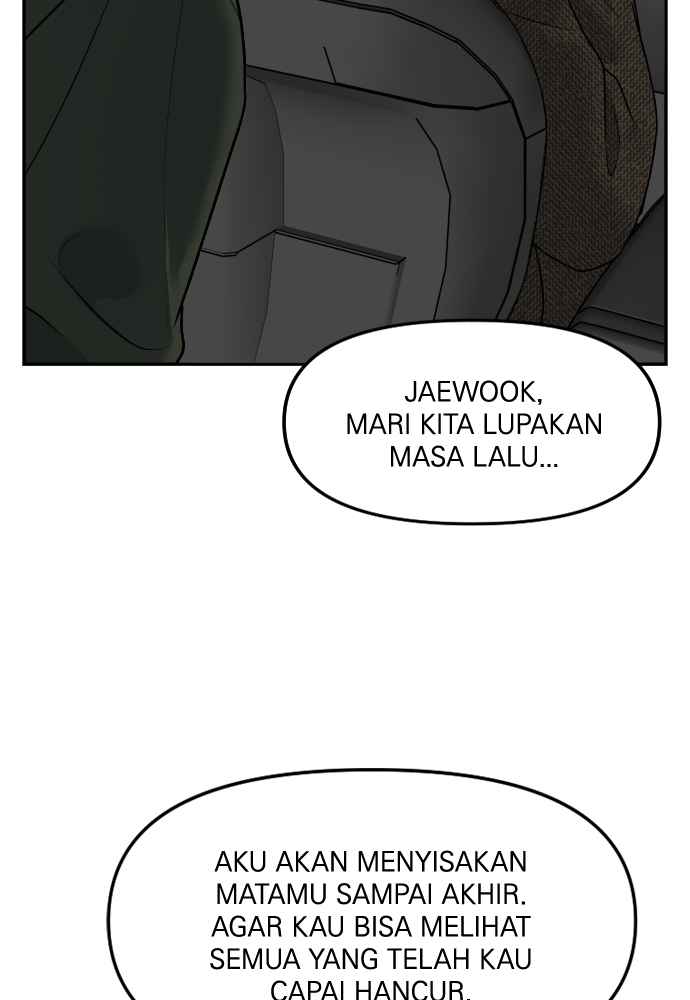 JAEWOOK,
MARI KITA LUPAKAN
MASA LALU...
AKU AKAN MENYISAKAN
MATAMU SAMPAI AKHIR.
AGAR KAU BISA MELIHAT
SEMUA YANG TELAH KAU
CAPAI HANCUR.